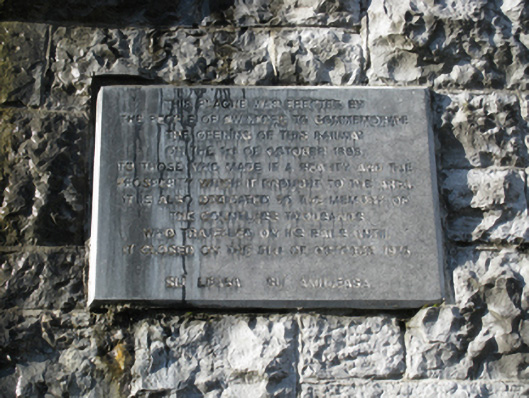 THIS PLAQUE WAS ERECTED BY
THE PEOPLE OF TO COMMEMORATE
THE OPENING OF THIS RAILWAY
ON THE 1st OF OCTOBER
TO THOSE WHO MADE IT A REALITY AND THE
PROSPERITY WHICH IT BROUGHT TO THE AREA.
IT IS ALSO DEDICATED TO THE MEMORY OF
THE COUNTLESS THOUSANDS
WHO TRAVELLED ON ITS RAILS UNTIL
IT CLOSED ON THE OF